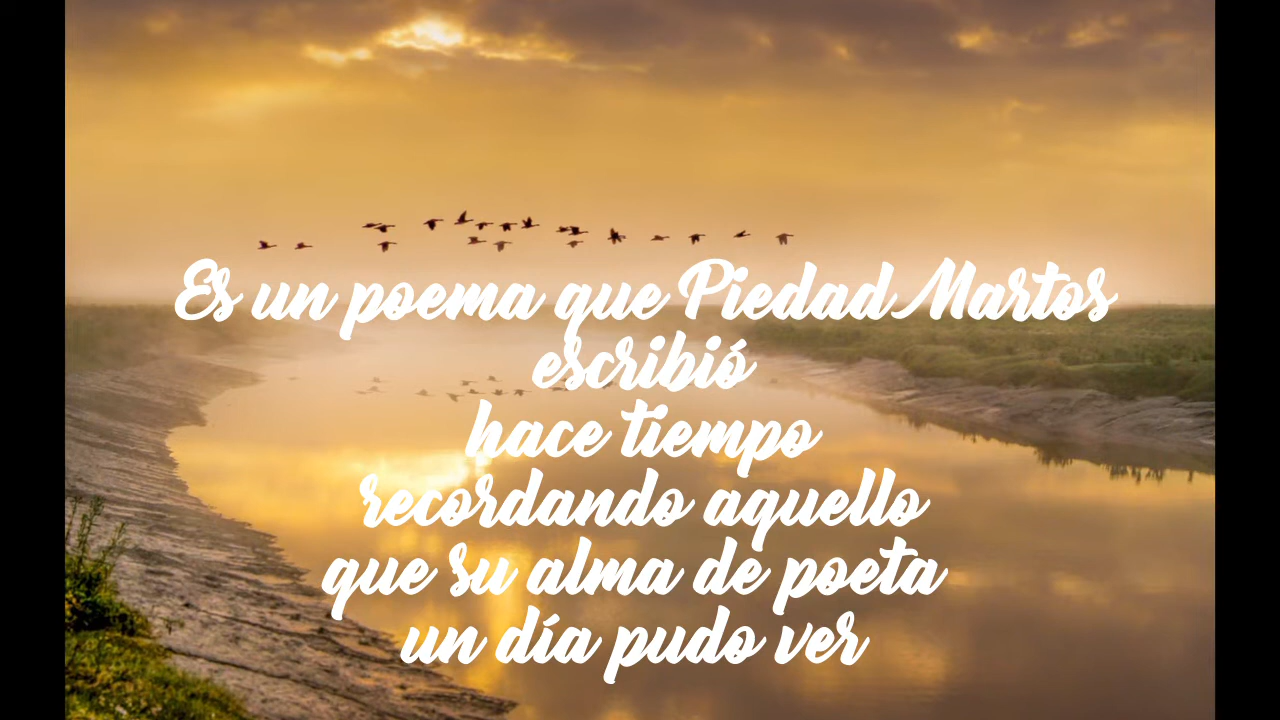 Es un poema que Piedad Martos
escribió
hace tiempo
recordando aquello
que su alma de poeta
un día pudo ver